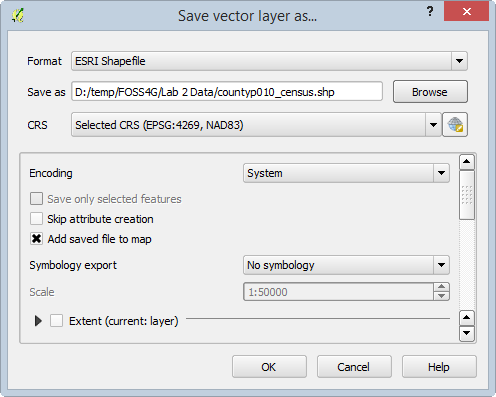 Save vector layer as...
Format ESRI Shapefile
Save as D:/temp/FOSS4G/Lab 2 Data/countyp010_census.shp Browse
CRS Selected CRS (EPSG:4269, NAD83)
Encoding System
Save only selected features
Skip attribute creation
Add saved file to map
Symbology export No symbology
Scale 1:50000
Extent (current: layer)
OK Cancel Help